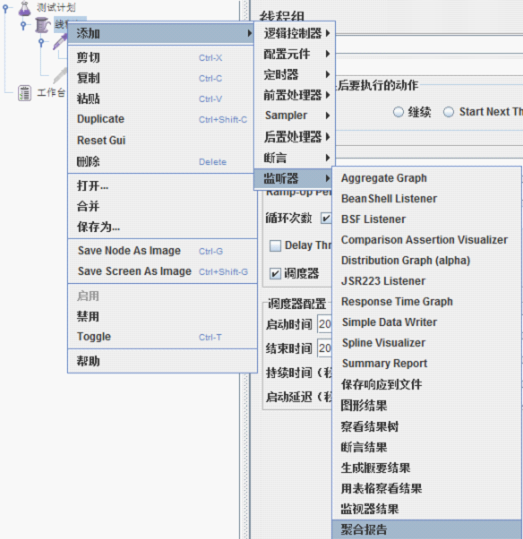 测试计划
线程
工作台
添加
剪切 Ctrl-X
复制 Ctrl-C
粘贴 Ctrl-V
Duplicate Ctrl+Shift-C
Reset Gui
删除 Delete
打开...
合并
保存为...
Save Node As Image Ctrl-G
Save Screen As Image Ctrl+Shift-G
启用
禁用
Toggle Ctrl-T
帮助
线程组
逻辑控制器
配置元件
定时器
前置处理器
Sampler
后置处理器
断言
监听器
后要执行的动作
继续 Start Next Th
Ramp-Up Per
循环次数
Delay Thr
调度器
调度器配置
启动时间 20
结束时间 20
持续时间（秒
启动延迟（秒
Aggregate Graph
BeanShell Listener
BSF Listener
Comparison Assertion Visualizer
Distribution Graph (alpha)
JSR223 Listener
Response Time Graph
Simple Data Writer
Spline Visualizer
Summary Report
保存响应到文件
图形结果
察看结果树
断言结果
生成概要结果
用表格察看结果
监视器结果
聚合报告